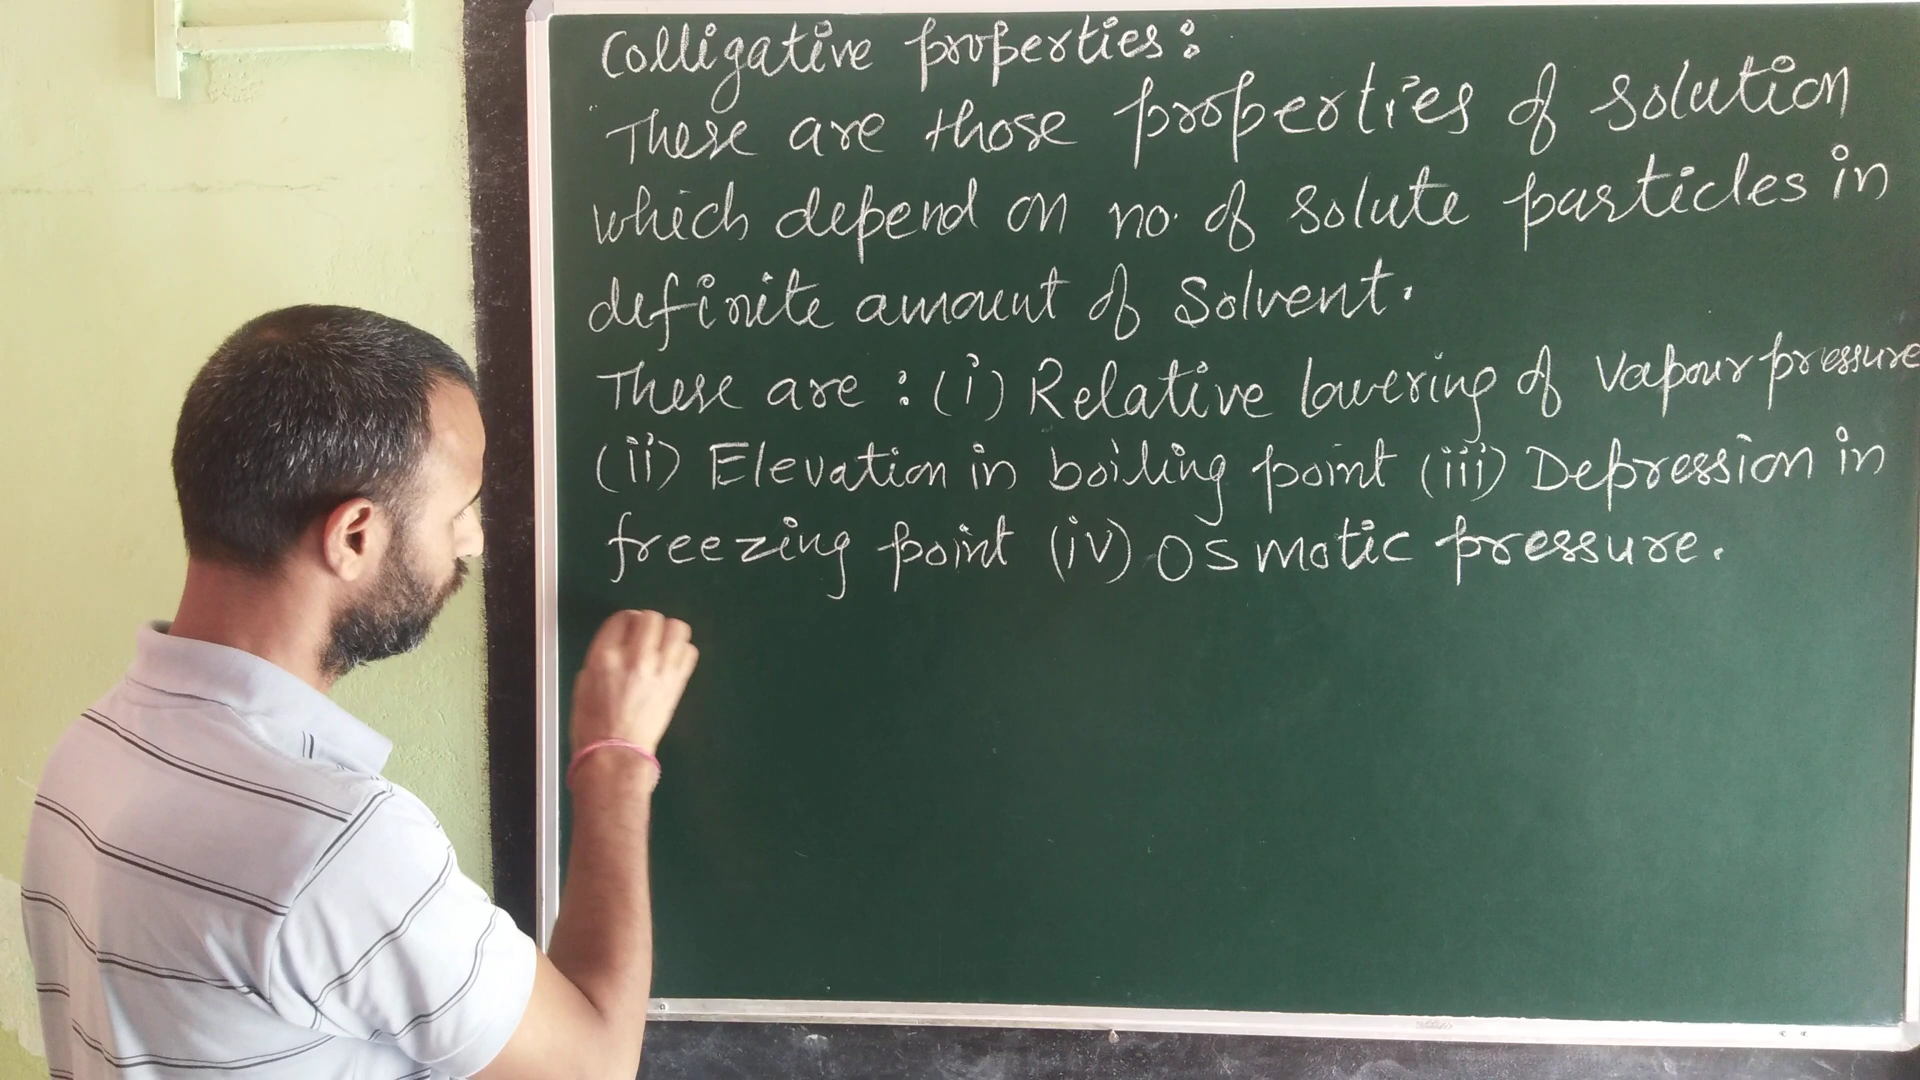 Colligative properties:
These are those properties of solution
which depend on no. of solute particles in
definite amount of Solvent.
These are : (i) Relative lowering of Vapour pressure
(ii) Elevation in boiling point (iii) Depression in
freezing point (iv) Osmotic pressure.